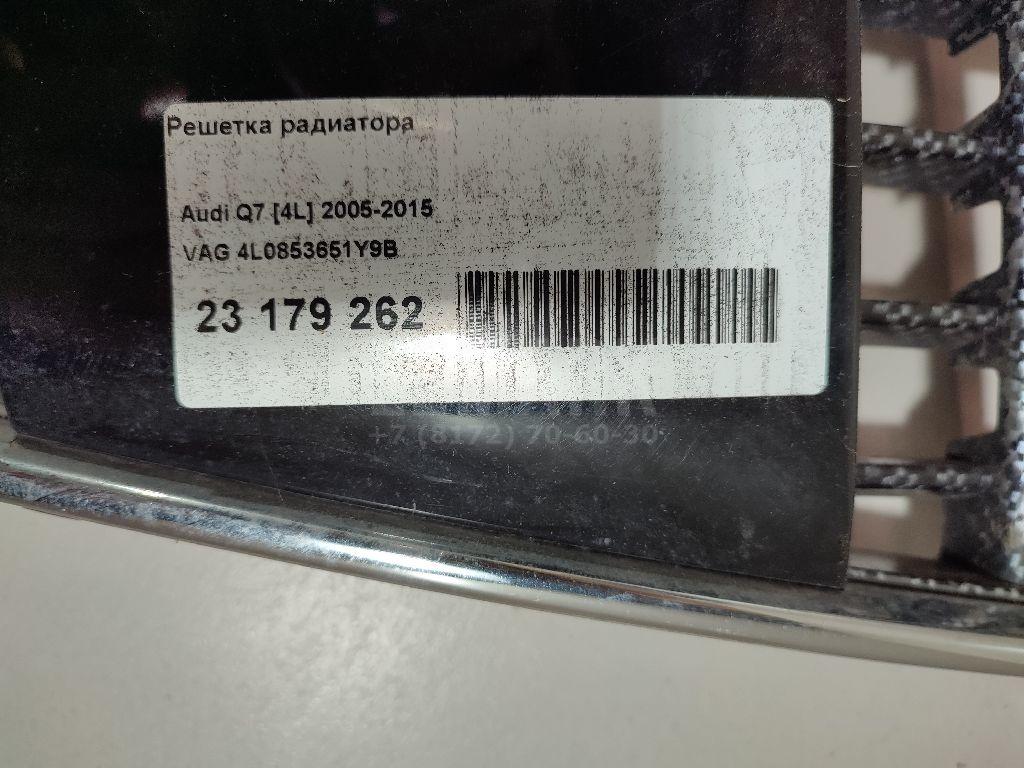 Решетка радиатора
Audi Q7 [4L] 2005-2015
VAG 4L0853651Y9B
23 179 262
+7 (8172) 70-60-30